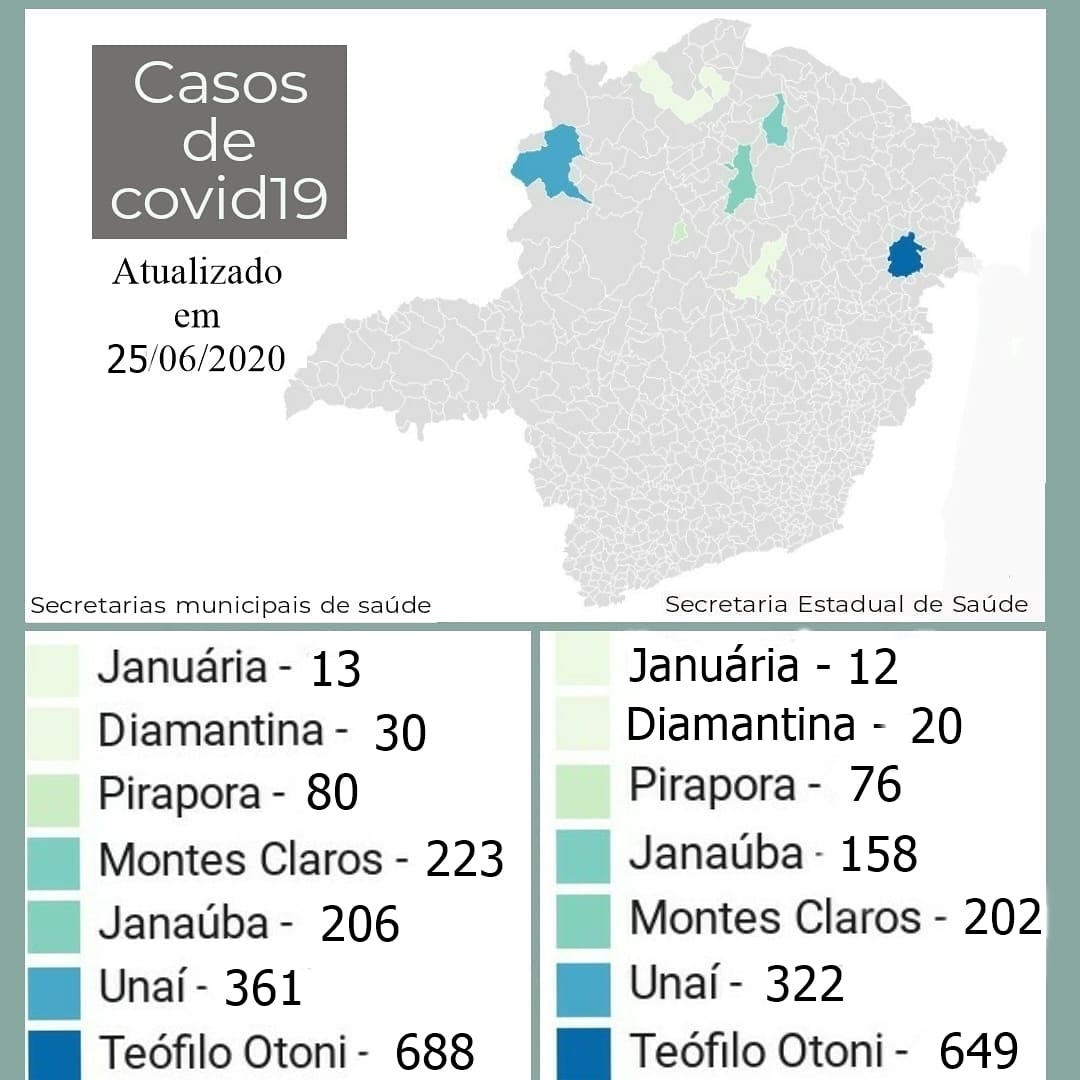 Casos
de
covid19
Atualizado
em
25/06/2020
Secretarias municipais de saúde
Secretaria Estadual de Saúde
Januária - 13
Diamantina - 30
Pirapora - 80
Montes Claros - 223
Janaúba - 206
Unaí - 361
Teófilo Otoni - 688
Januária - 12
Diamantina - 20
Pirapora - 76
Janaúba - 158
Montes Claros - 202
Unaí - 322
Teófilo Otoni - 649